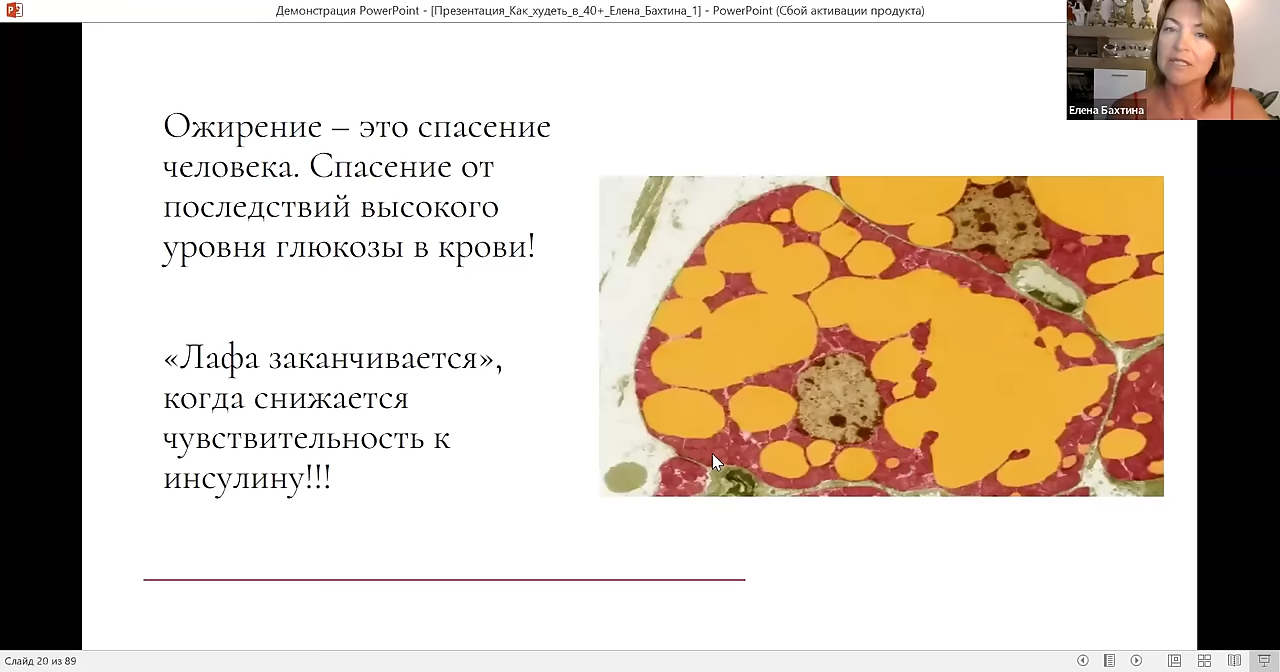 Демонстрация PowerPoint - [Презентация_Как_худеть_в_40+_Елена_Бахтина_1] - PowerPoint (Сбой активации продукта)
Елена Бахтина
Ожирение – это спасение
человека. Спасение от
последствий высокого
уровня глюкозы в крови!
«Лафа заканчивается»,
когда снижается
чувствительность к
инсулину!!!
Слайд 20 из 89